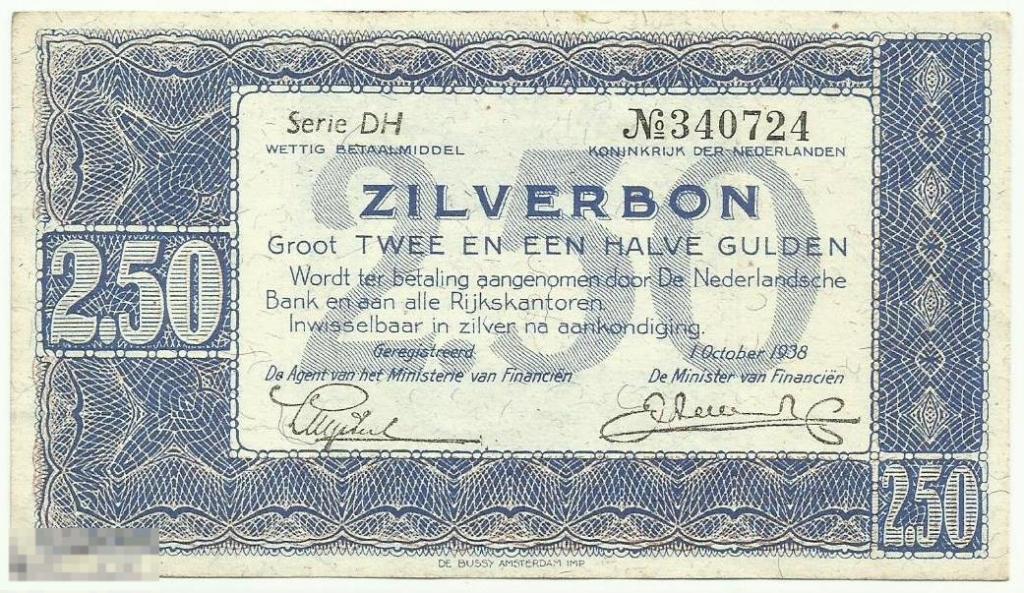 Serie DH
№340724
WETTIG BETAALMIDDEL
KONINKRIJK DER NEDERLANDEN
2.50
ZILVERBON
Groot TWEE EN EEN HALVE GULDEN
2.50
Wordt ter betaling aangenomen door De Nederlandsche
Bank en aan alle Rijkskantoren.
Inwisselbaar in zilver na aankondiging.
Geregistreerd.
1 October 1938
De Agent van het Ministerie van Financiën
De Minister van Financiën
2.50
DE BUSSY AMSTERDAM IMP.